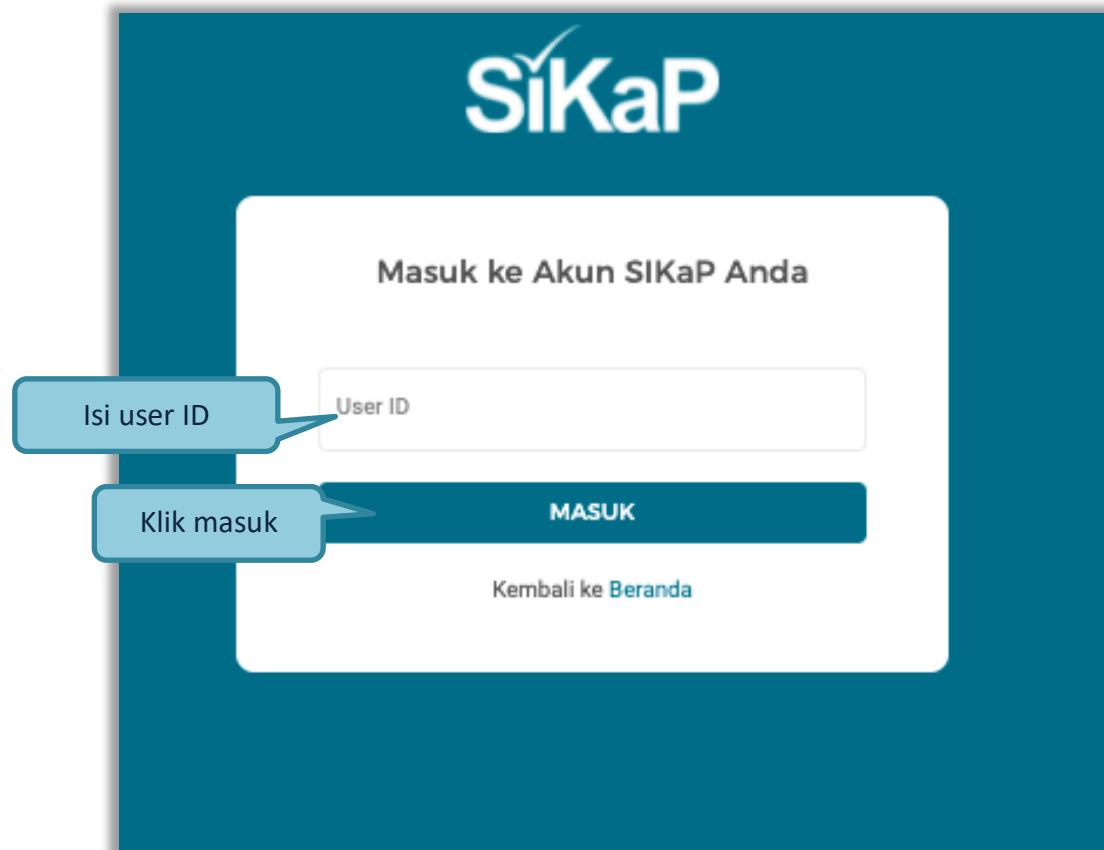 SiKaP
Masuk ke Akun SIKaP Anda
Isi user ID
User ID
Klik masuk
MASUK
Kembali ke Beranda